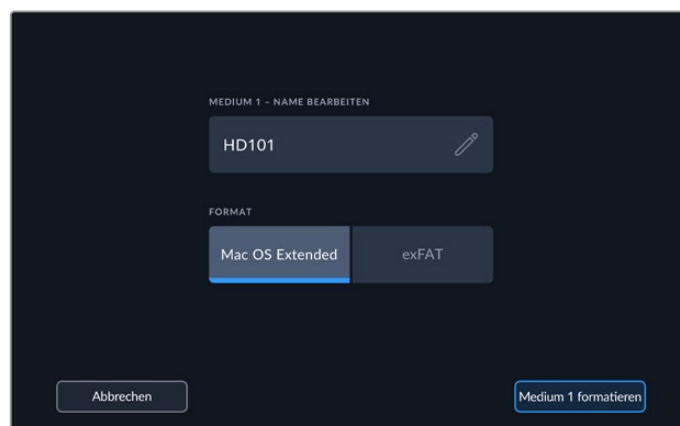 MEDIUM 1 - NAME BEARBEITEN
HD101
FORMAT
Mac OS Extended
exFAT
Abbrechen
Medium 1 formatieren